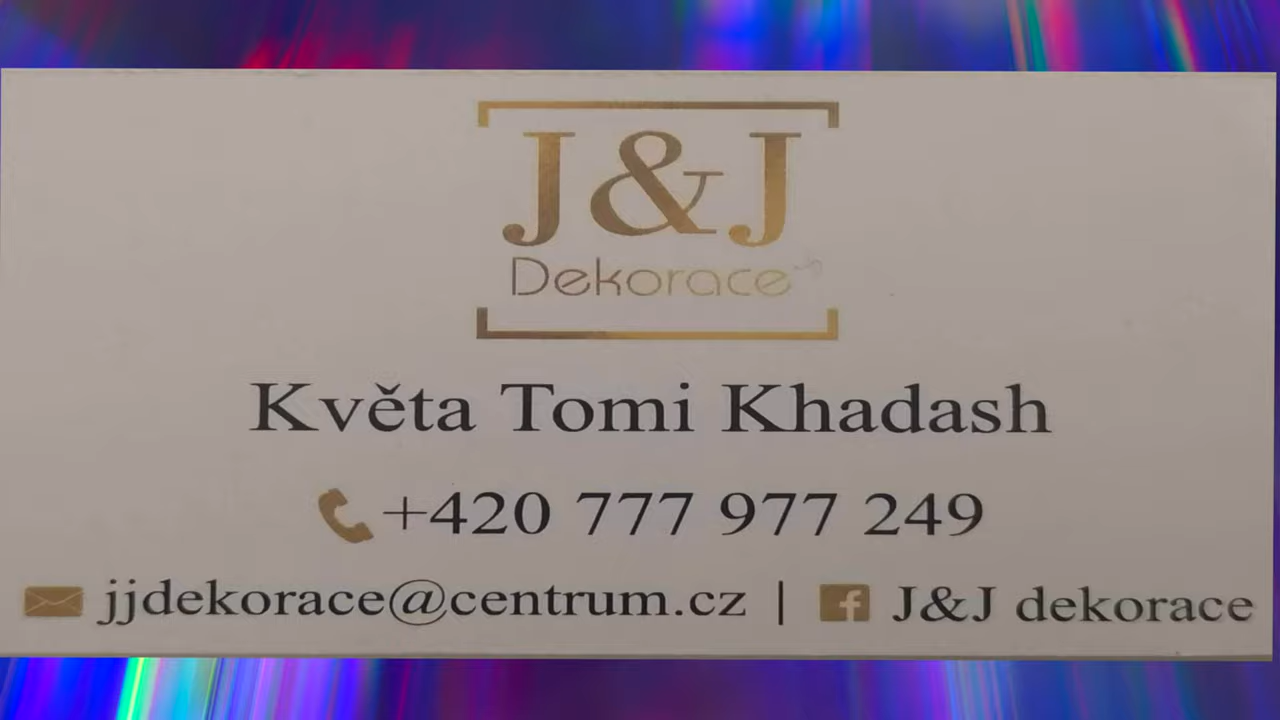 J&J
Dekorace
Květa Tomi Khadash
+420 777 977 249
jjdekorace@centrum.cz | J&J dekorace